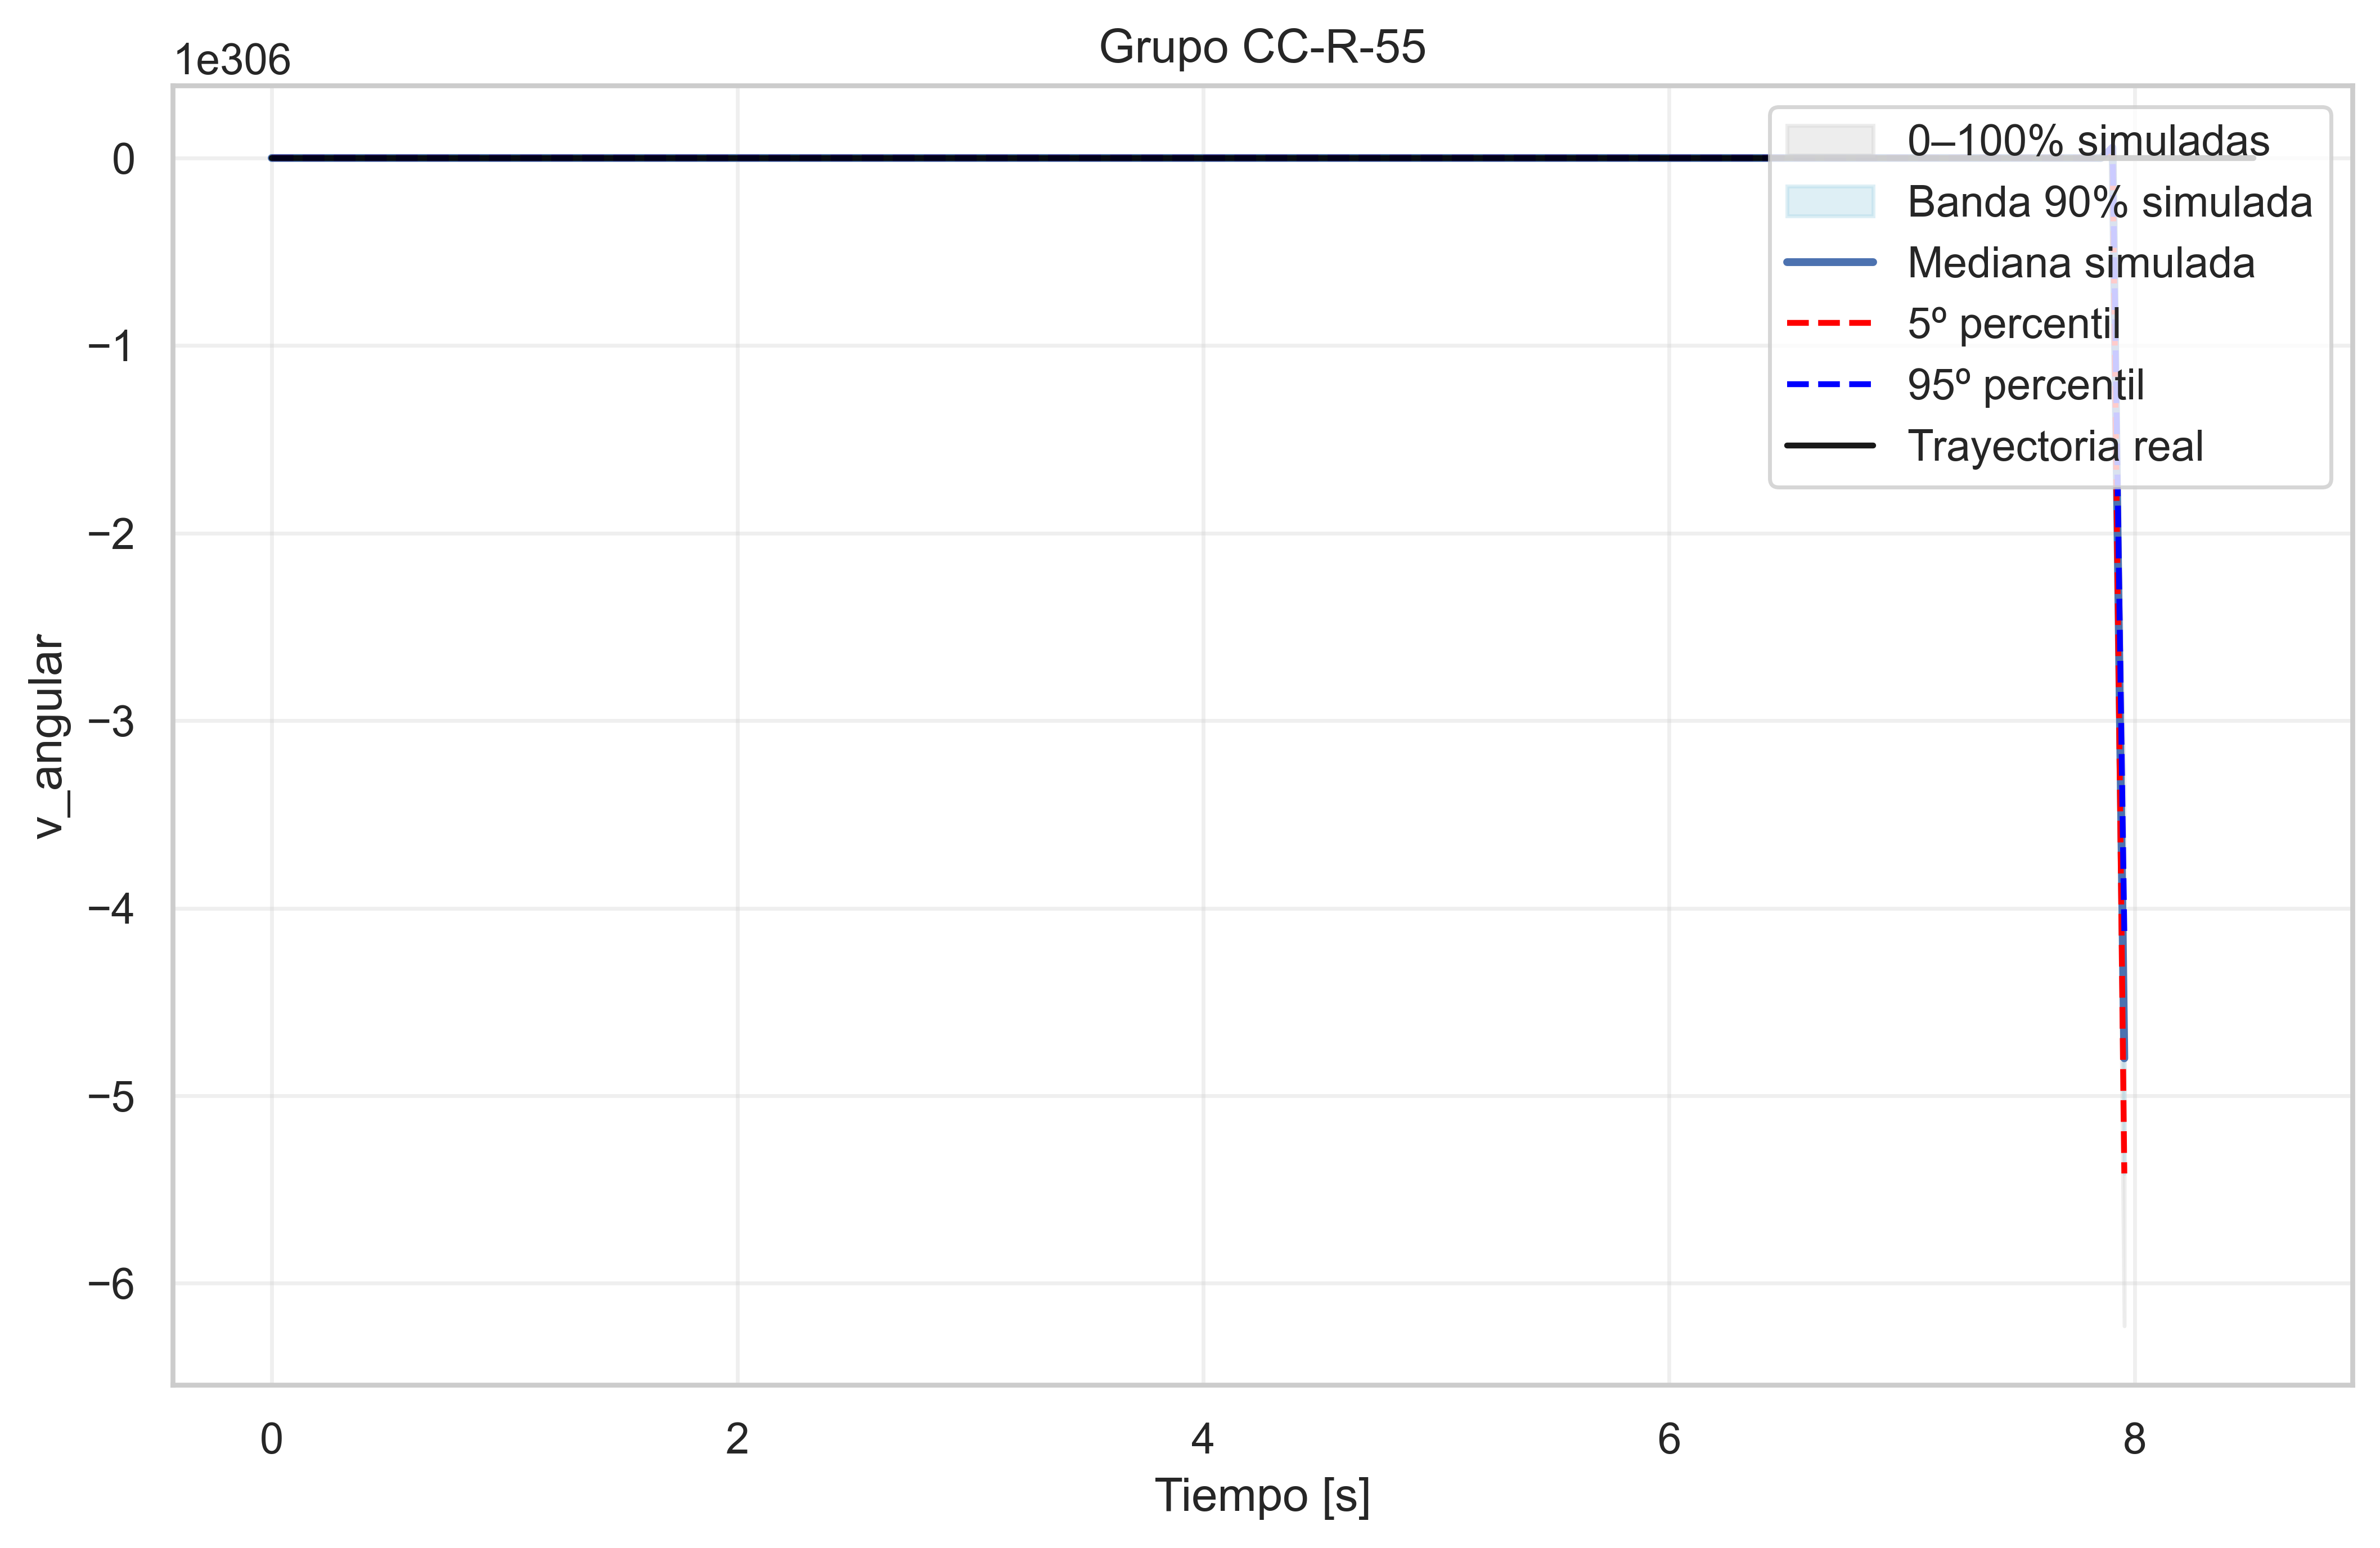 Grupo CC-R-55
1e306
0
−1
−2
−3
−4
−5
−6
v_angular
0–100% simuladas
Banda 90% simulada
Mediana simulada
5º percentil
95º percentil
Trayectoria real
0 2 4 6 8
Tiempo [s]